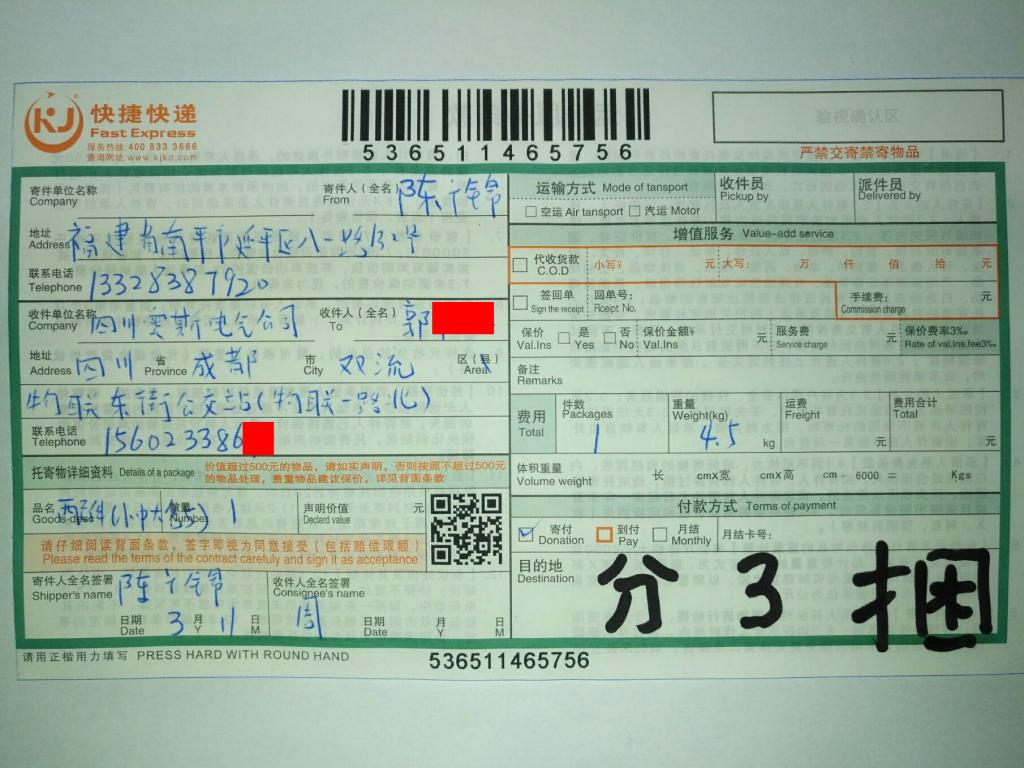 快捷快递
Fast Express
服务热线:400 833 3666
查询网址:www.kjkd.com
536511465756
验视确认区
严禁交寄禁寄物品
寄件单位名称 Company 寄件人(全名) From 陈
地址 Address 福建省南平市延平区八一路
联系电话 Telephone 13328387920
收件单位名称 Company 四川奥斯电气公司 收件人(全名) To 郭
地址 Address 四川 省 Province 成都 市 City 双流 区(县) Area
物联东街公交站(物联一路北)
联系电话 Telephone 156023386
托寄物详细资料 Details of a package 价值超过500元的物品,请如实声明,否则按照不超过500元的物品处理,贵重物品建议保价,详见背面条款
品名 Goods-desc 配件 数量 Number 1 声明价值 Declard value 元
请仔细阅读背面条款,签字即视为同意接受(包括赔偿限额)
Please read the terms of the contract carefuly and sign it as acceptance
寄件人全名签署 Shipper's name 陈 日期 Date 3 月 Y 11 日 M
收件人全名签署 Consignee's name 周 日期 Date 月 Y 日 M
运输方式 Mode of tansport 收件员 Pickup by 派件员 Delivered by
空运 Air tansport 汽运 Motor
增值服务 Value-add service
代收货款 C.O.D 小写¥ 元 大写: 万 仟 佰 拾 元
签回单 Sign the receipt 回单号: Rceipt No. 手续费: Commission charge 元
保价 Val.Ins 是 Yes 否 No 保价金额¥ Val.Ins 元 服务费 Service charge 元 保价费率3‰ Rate of val.Ins.fee3‰
备注 Remarks
费用 Total 件数 Packages 1 重量 Weight(kg) 4.5 kg 运费 Freight 元 费用合计 Total 元
体积重量 Volume weight 长 cmX宽 cmX高 cm÷ 6000 = Kgs
付款方式 Terms of payment
寄付 Donation 到付 Pay 月结 Monthly 月结卡号:
目的地 Destination 分 3 捆
请用正楷用力填写 PRESS HARD WITH ROUND HAND 536511465756